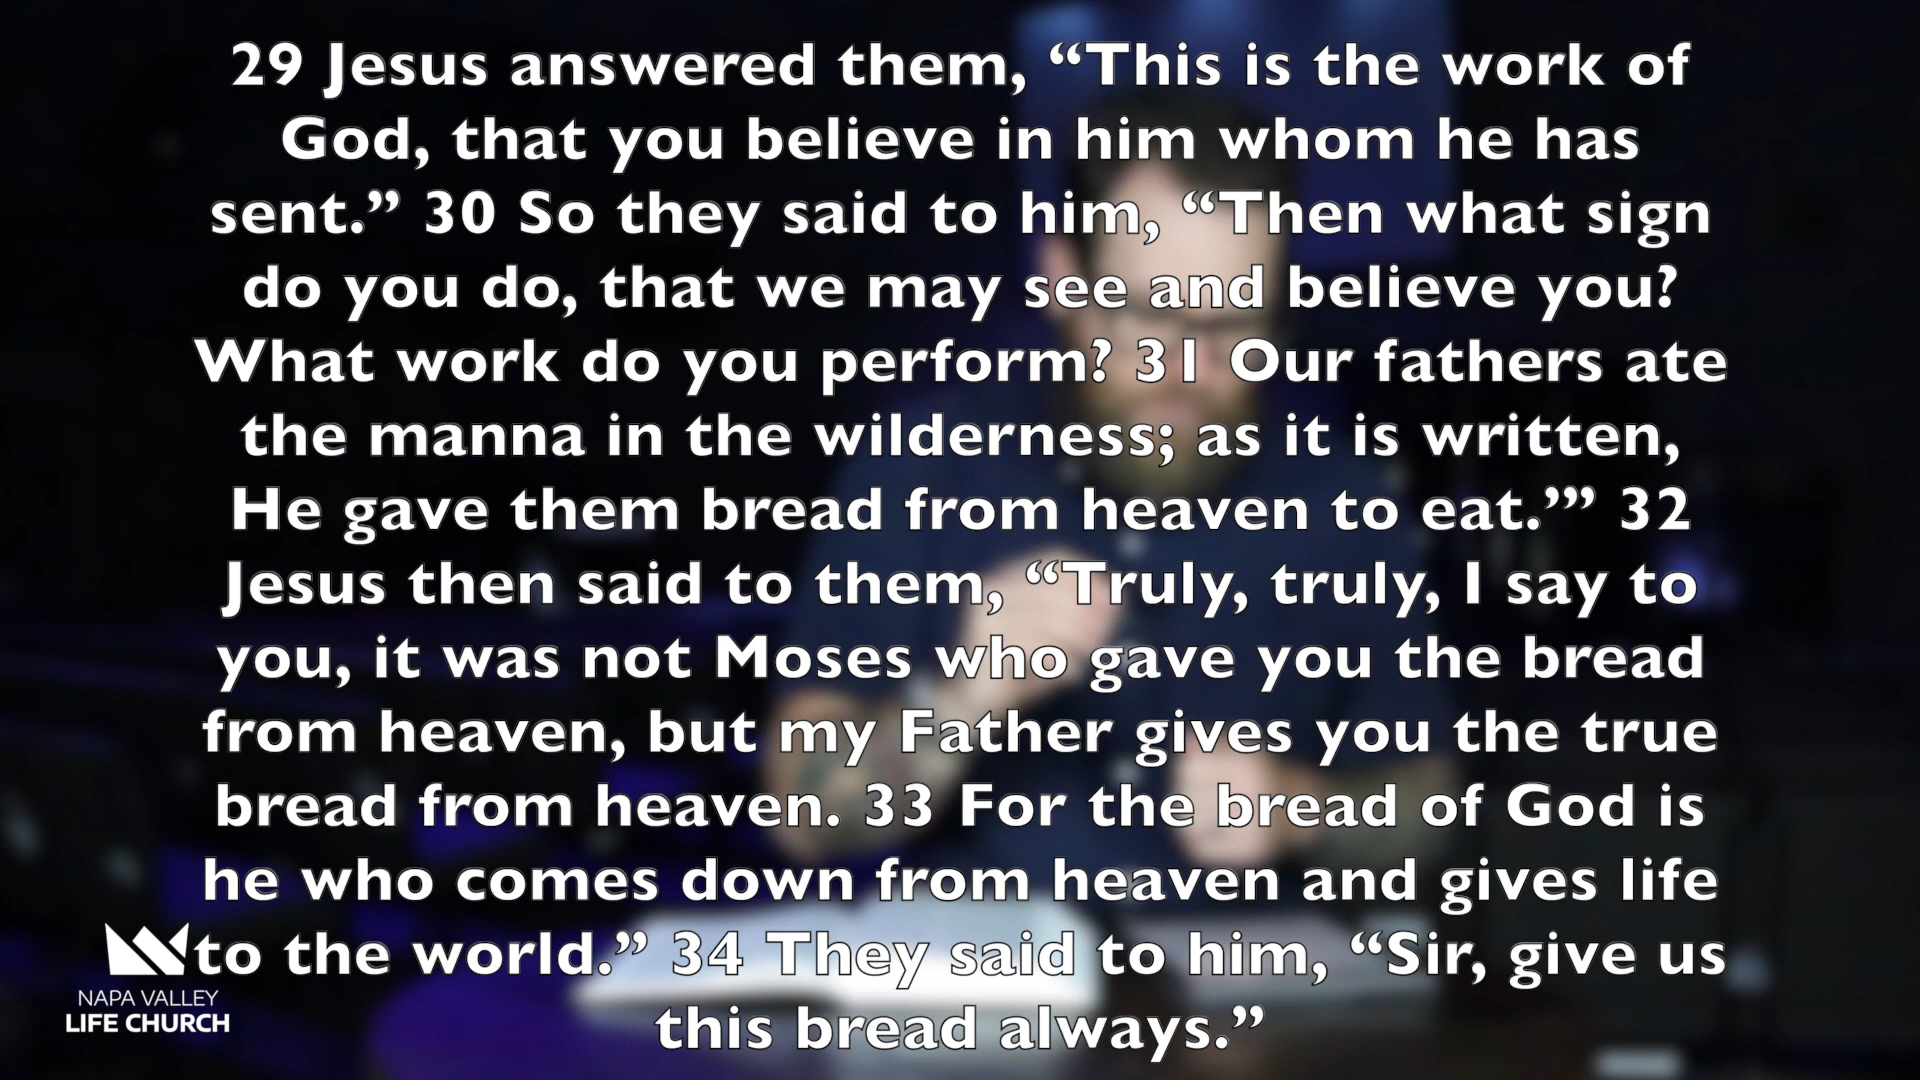 29 Jesus answered them, “This is the work of
God, that you believe in him whom he has
sent.” 30 So they said to him, “Then what sign
do you do, that we may see and believe you?
What work do you perform? 31 Our fathers ate
the manna in the wilderness; as it is written,
He gave them bread from heaven to eat.’” 32
Jesus then said to them, “Truly, truly, I say to
you, it was not Moses who gave you the bread
from heaven, but my Father gives you the true
bread from heaven. 33 For the bread of God is
he who comes down from heaven and gives life
to the world.” 34 They said to him, “Sir, give us
this bread always.”
NAPA VALLEY
LIFE CHURCH